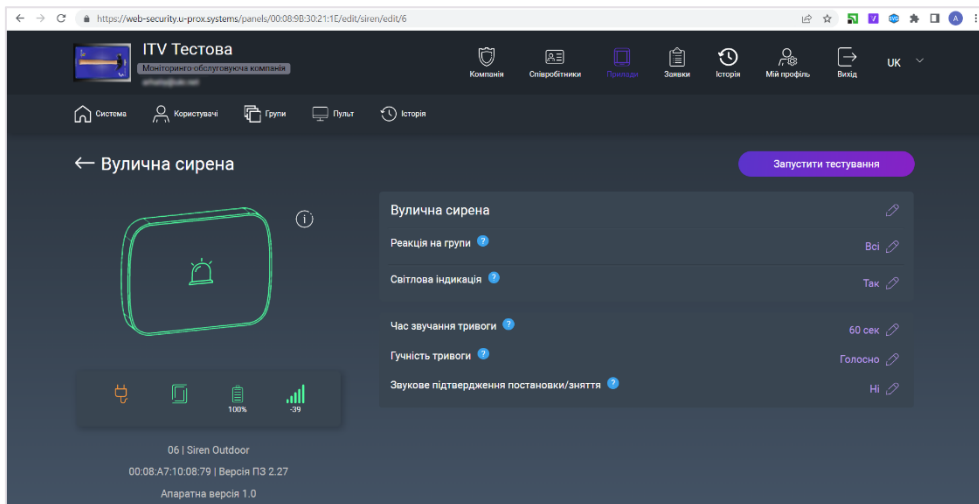 https://web-security.u-prox.systems/panels/00:08:9B:30:21:1E/edit/siren/edit/6
A
ITV Тестова
Моніторинго-обслуговуюча компанія
Компанія
Співробітники
Прилади
Заявки
Історія
Мій профіль
Вихід
UK
Система
Користувачі
Групи
Пульт
Історія
← Вулична сирена
Запустити тестування
Вулична сирена
Реакція на групи ?
Всі
Світлова індикація ?
Так
Час звучання тривоги ?
60 сек
Гучність тривоги ?
Голосно
Звукове підтвердження постановки/зняття ?
Ні
100%
-39
06 | Siren Outdoor
00:08:A7:10:08:79 | Версія ПЗ 2.27
Апаратна версія 1.0